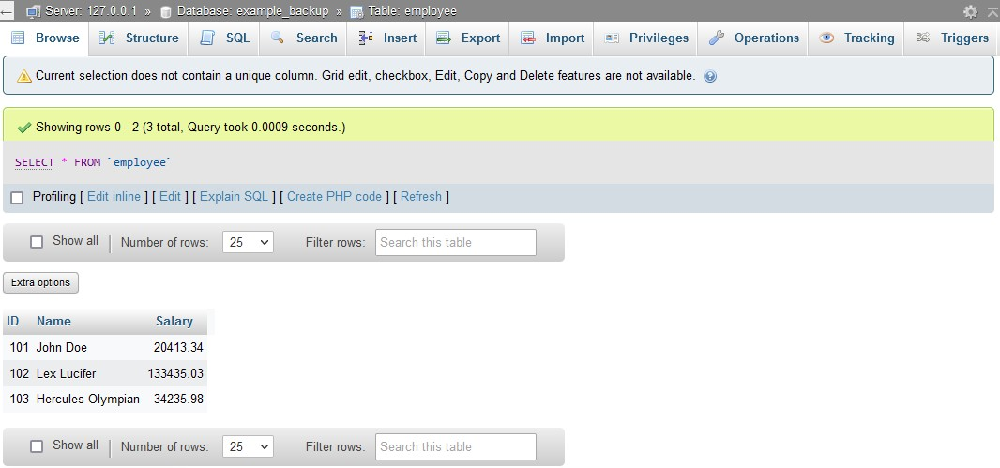 Server: 127.0.0.1 » Database: example_backup » Table: employee
Browse Structure SQL Search Insert Export Import Privileges Operations Tracking Triggers
Current selection does not contain a unique column. Grid edit, checkbox, Edit, Copy and Delete features are not available.
Showing rows 0 - 2 (3 total, Query took 0.0009 seconds.)
SELECT * FROM `employee`
Profiling [ Edit inline ] [ Edit ] [ Explain SQL ] [ Create PHP code ] [ Refresh ]
Show all | Number of rows: 25 Filter rows: Search this table
Extra options
ID Name Salary
101 John Doe 20413.34
102 Lex Lucifer 133435.03
103 Hercules Olympian 34235.98
Show all | Number of rows: 25 Filter rows: Search this table